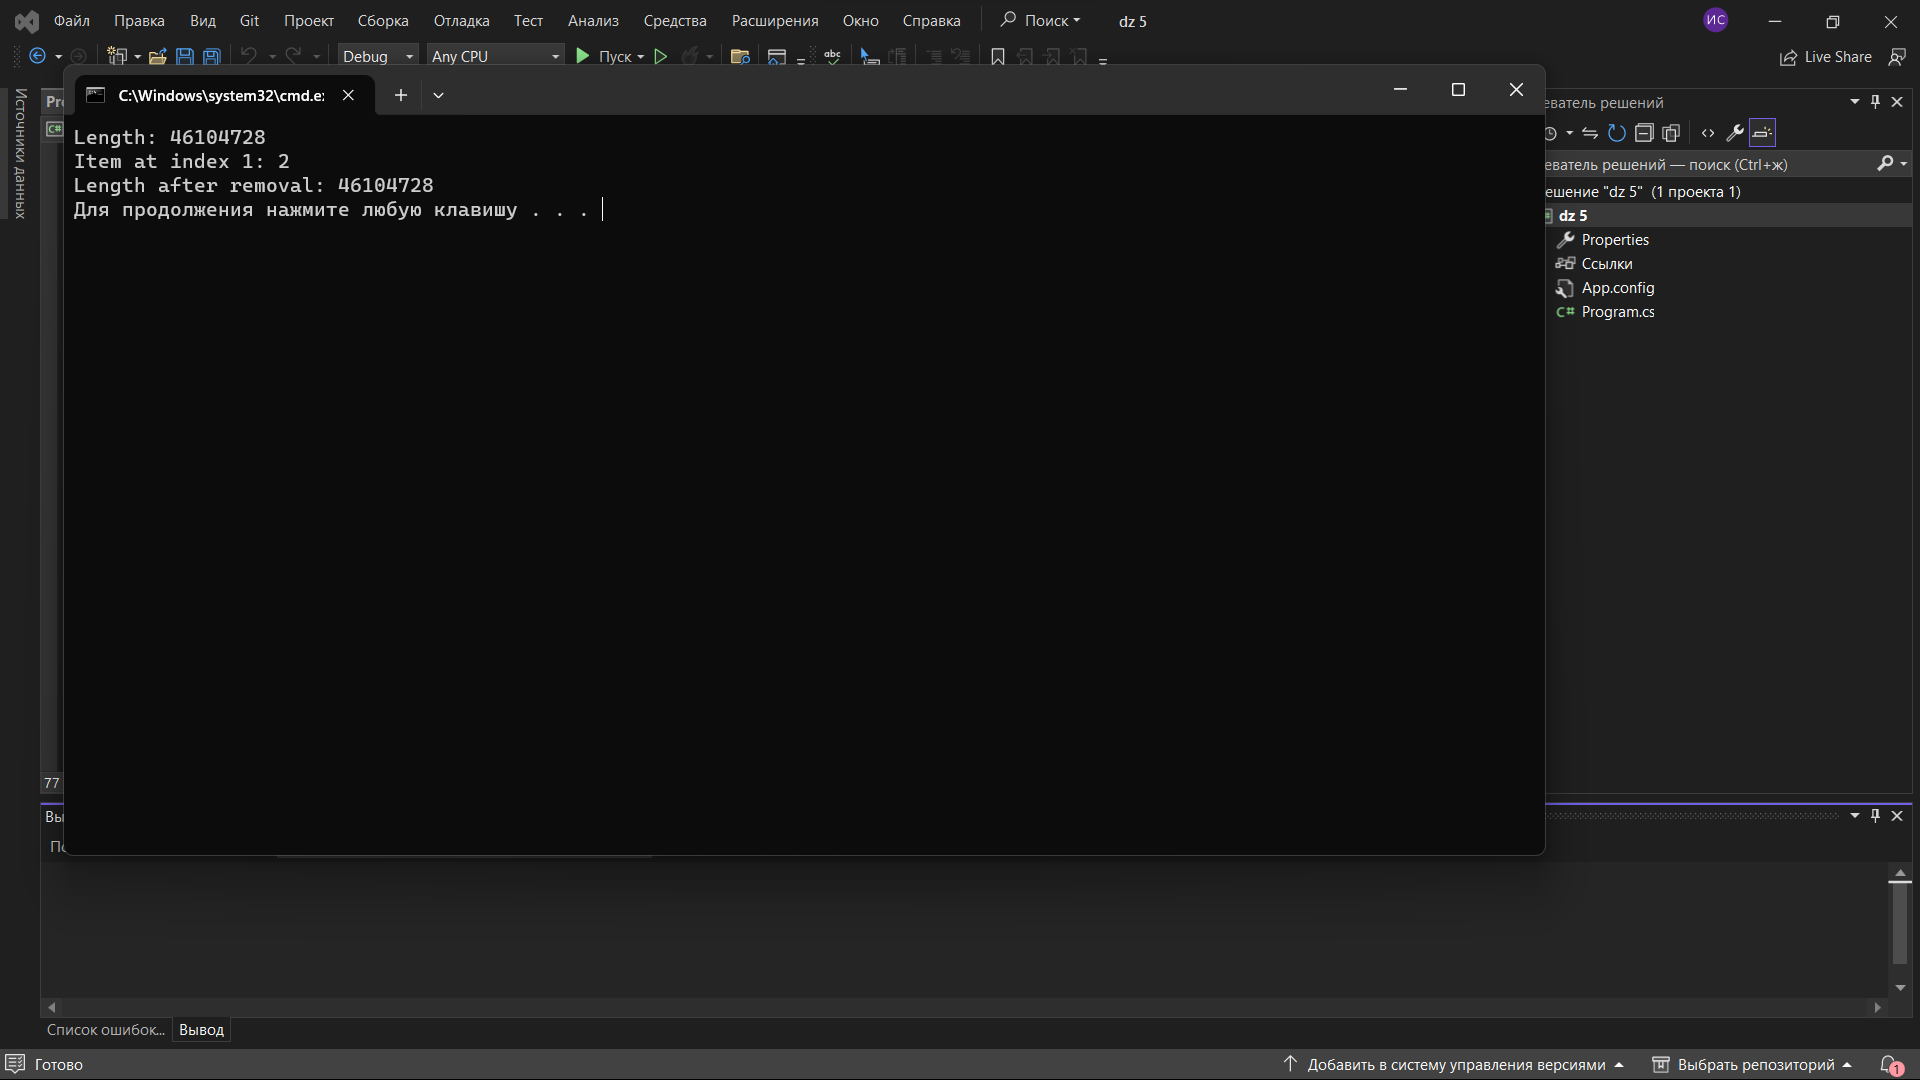 Файл Правка Вид Git Проект Сборка Отладка Тест Анализ Средства Расширения Окно Справка Поиск dz 5 ИС
Debug Any CPU Пуск abc Live Share
Источники данных
C:\Windows\system32\cmd.e
Length: 46104728
Item at index 1: 2
Length after removal: 46104728
Для продолжения нажмите любую клавишу . . .
еватель решений
еватель решений — поиск (Ctrl+ж)
ешение "dz 5" (1 проекта 1)
dz 5
Properties
Ссылки
App.config
C# Program.cs
Pr
C#
77
Вы
По
Список ошибок... Вывод
Готово Добавить в систему управления версиями Выбрать репозиторий 1